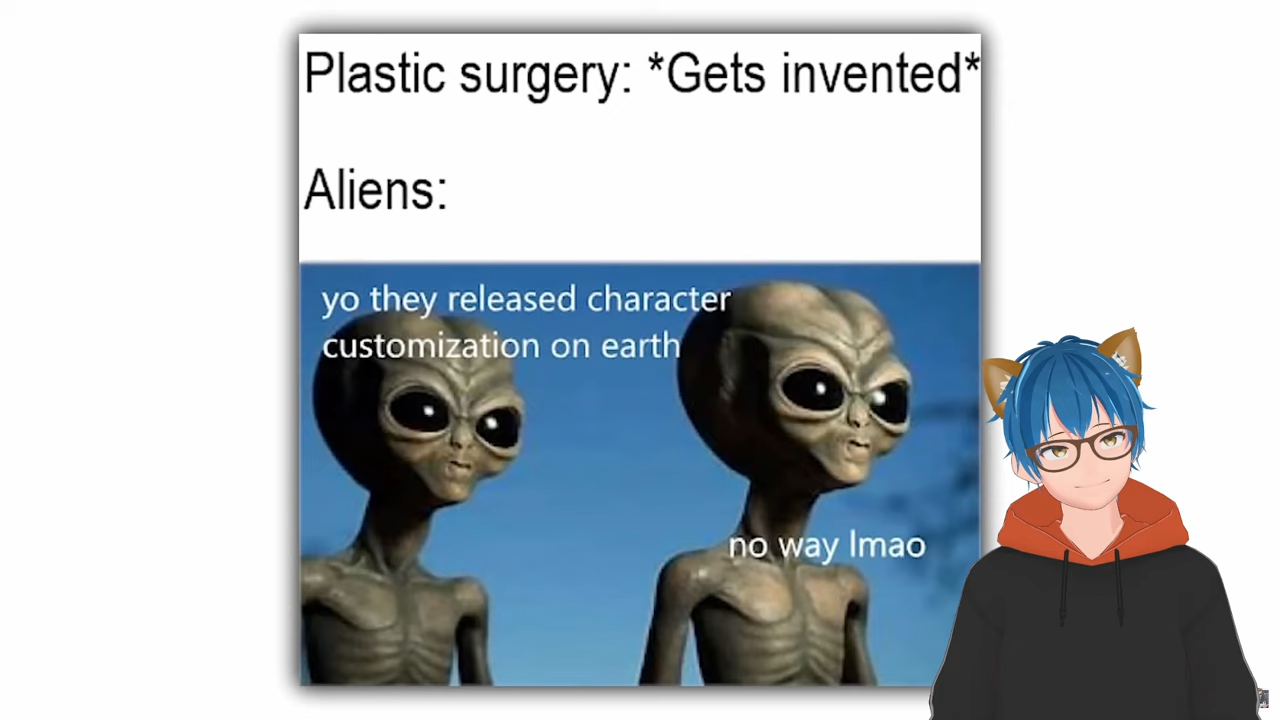 Plastic surgery: *Gets invented*
Aliens:
yo they released character
customization on earth
no way lmao